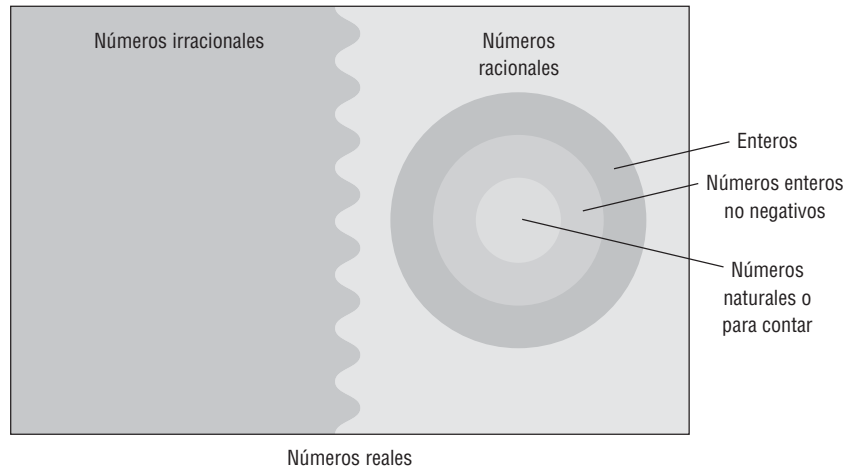 Números irracionales
Números
racionales
Enteros
Números enteros
no negativos
Números
naturales o
para contar
Números reales